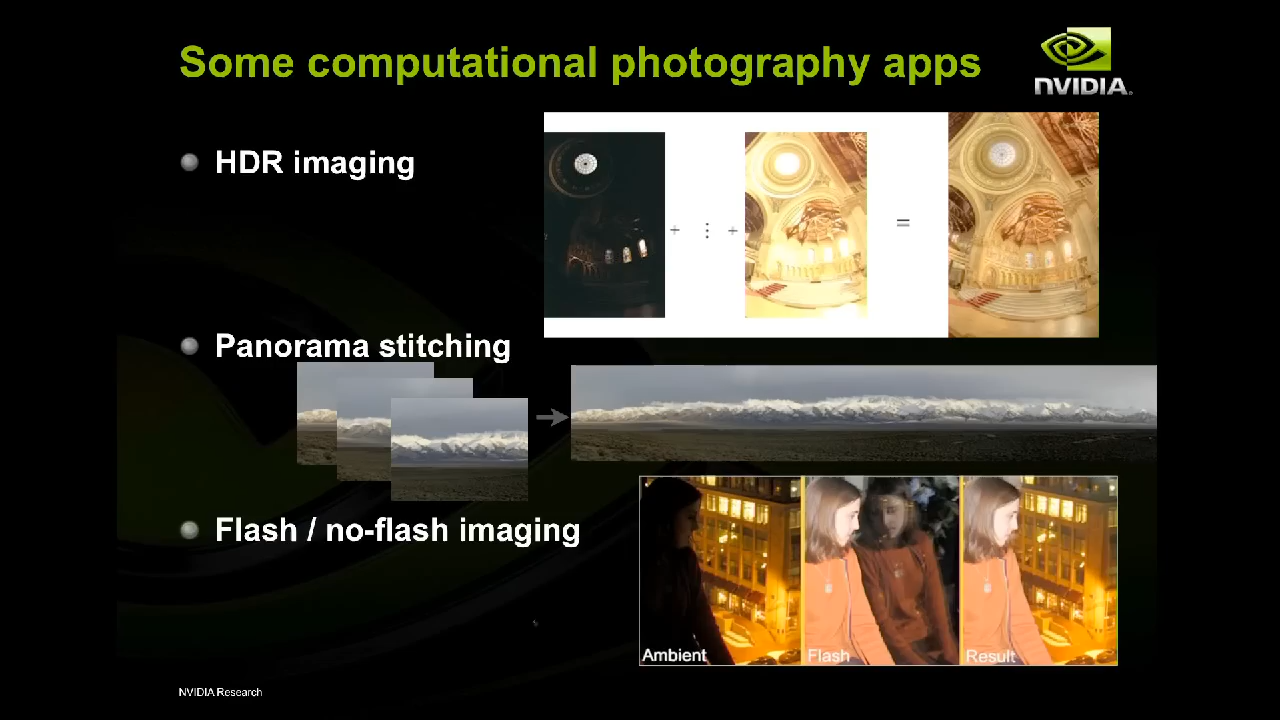 Some computational photography apps
NVIDIA.
HDR imaging
+ ⋮ + =
Panorama stitching
Flash / no-flash imaging
Ambient
Flash
Result
NVIDIA Research